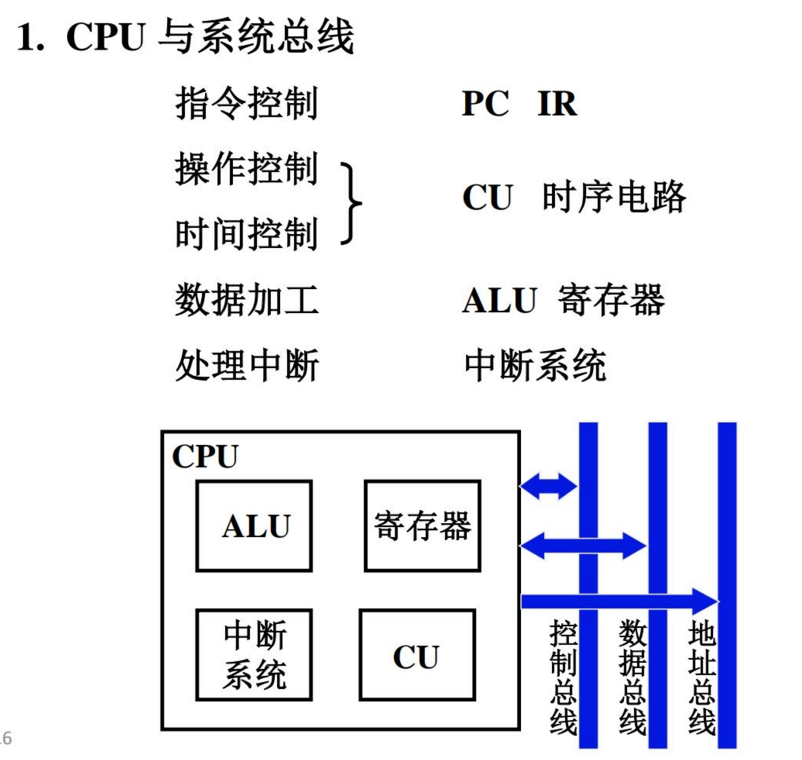 1. CPU 与系统总线
指令控制 PC IR
操作控制
时间控制
CU 时序电路
数据加工 ALU 寄存器
处理中断 中断系统
CPU
ALU
寄存器
中断
系统
CU
控制总线
数据总线
地址总线